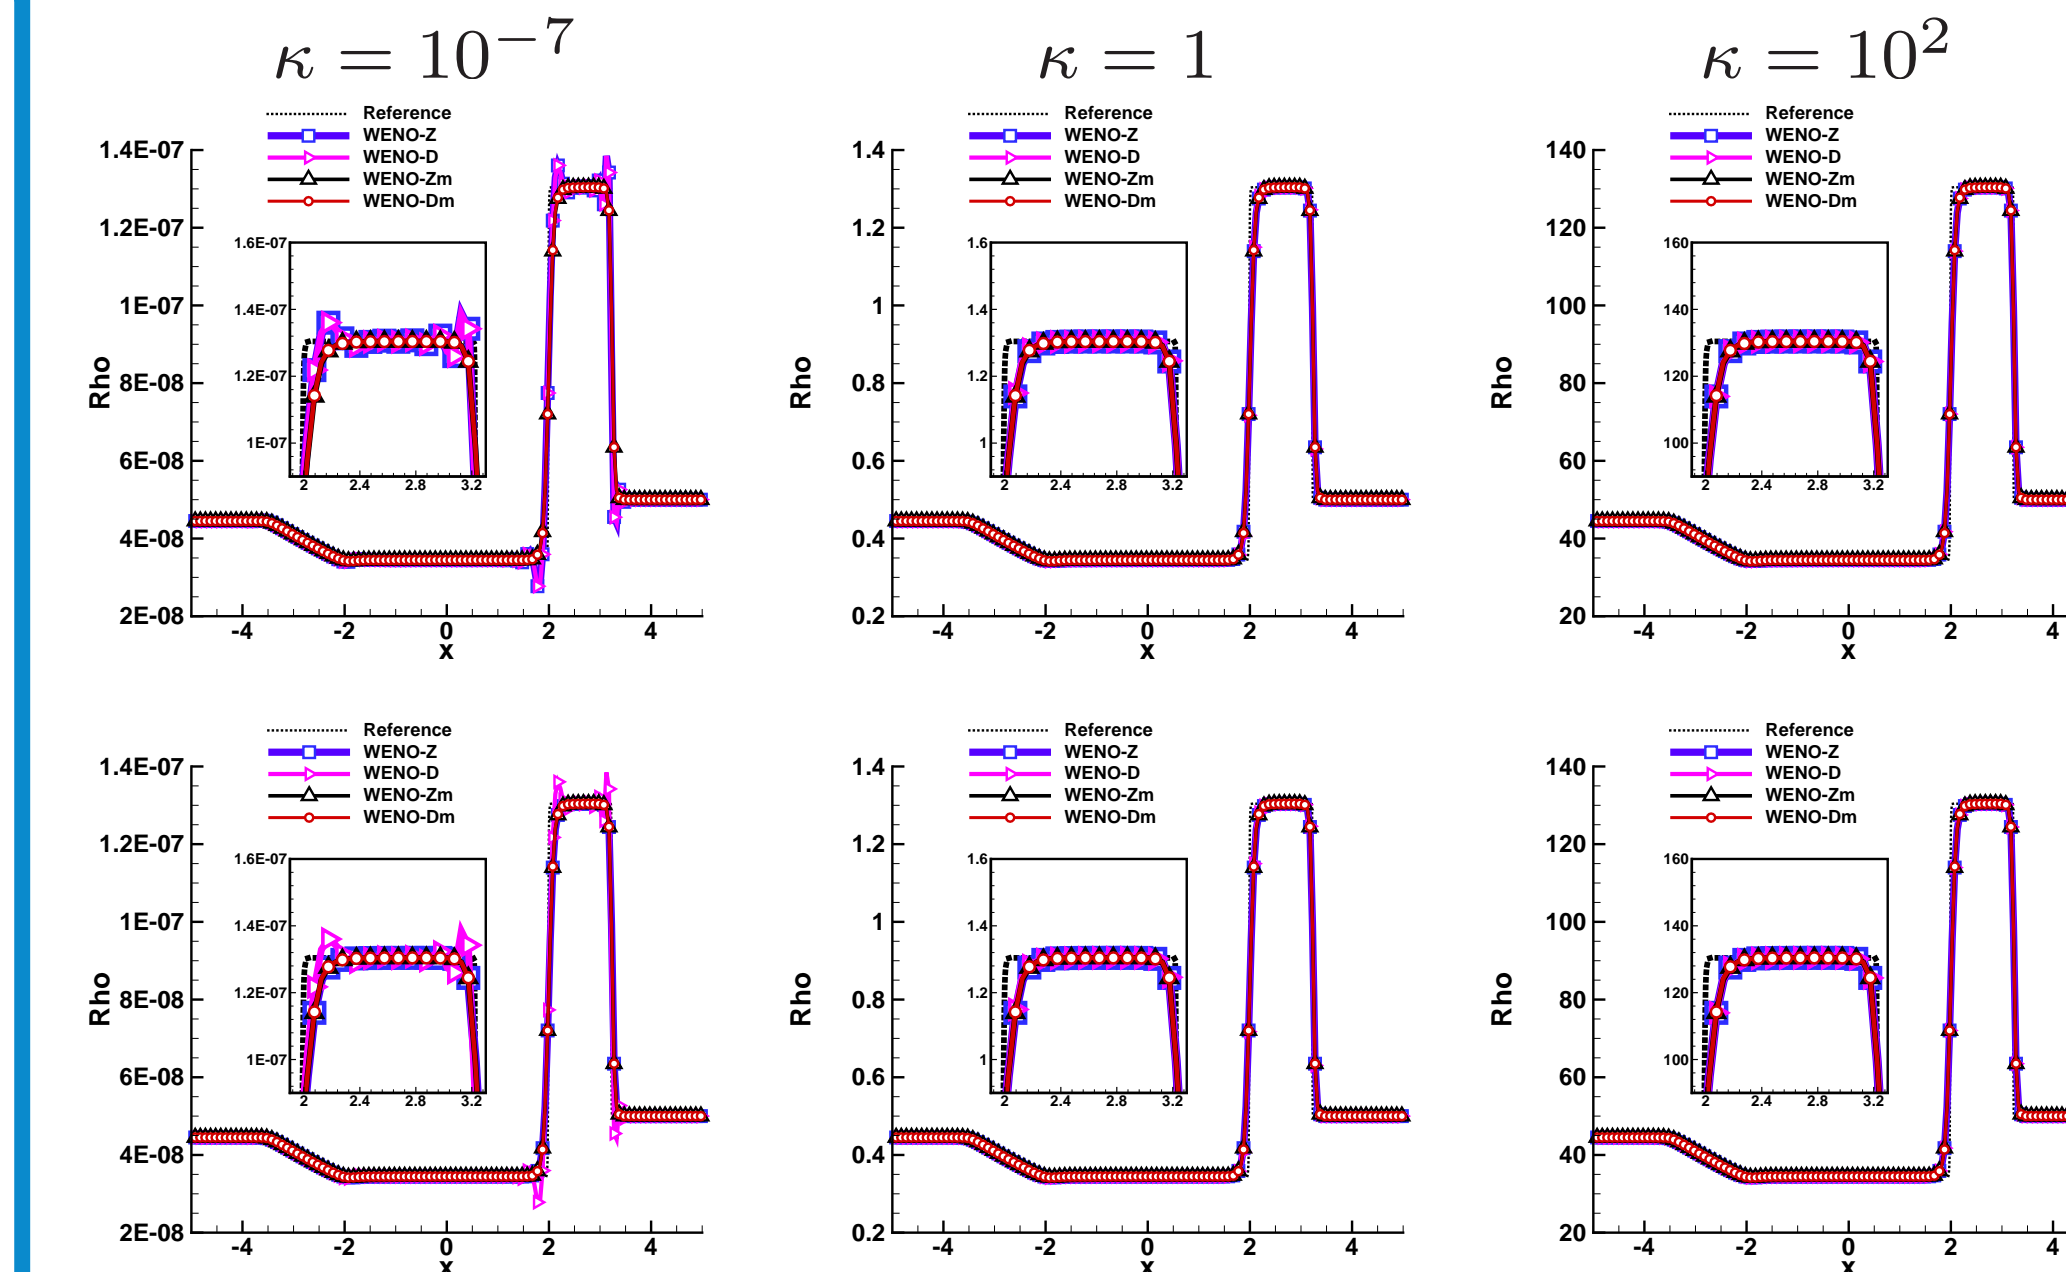 κ = 10⁻⁷
κ = 1
κ = 10²
Reference
WENO-Z
WENO-D
WENO-Zm
WENO-Dm
1.4E-07
1.2E-07
1E-07
8E-08
6E-08
4E-08
2E-08
Rho
-4 -2 0 2 4
x
1.6E-07
1.4E-07
1.2E-07
1E-07
2 2.4 2.8 3.2
Reference
WENO-Z
WENO-D
WENO-Zm
WENO-Dm
1.4
1.2
1
0.8
0.6
0.4
0.2
Rho
-4 -2 0 2 4
x
1.6
1.4
1.2
1
2 2.4 2.8 3.2
Reference
WENO-Z
WENO-D
WENO-Zm
WENO-Dm
140
120
100
80
60
40
20
Rho
-4 -2 0 2 4
x
160
140
120
100
2 2.4 2.8 3.2
Reference
WENO-Z
WENO-D
WENO-Zm
WENO-Dm
1.4E-07
1.2E-07
1E-07
8E-08
6E-08
4E-08
2E-08
Rho
-4 -2 0 2 4
x
1.6E-07
1.4E-07
1.2E-07
1E-07
2 2.4 2.8 3.2
Reference
WENO-Z
WENO-D
WENO-Zm
WENO-Dm
1.4
1.2
1
0.8
0.6
0.4
0.2
Rho
-4 -2 0 2 4
x
1.6
1.4
1.2
1
2 2.4 2.8 3.2
Reference
WENO-Z
WENO-D
WENO-Zm
WENO-Dm
140
120
100
80
60
40
20
Rho
-4 -2 0 2 4
x
160
140
120
100
2 2.4 2.8 3.2